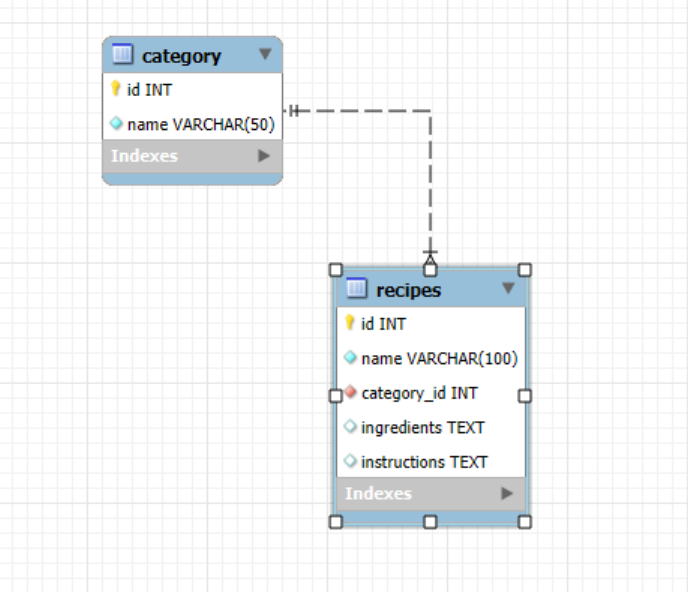 category
id INT
name VARCHAR(50)
Indexes
recipes
id INT
name VARCHAR(100)
category_id INT
ingredients TEXT
instructions TEXT
Indexes